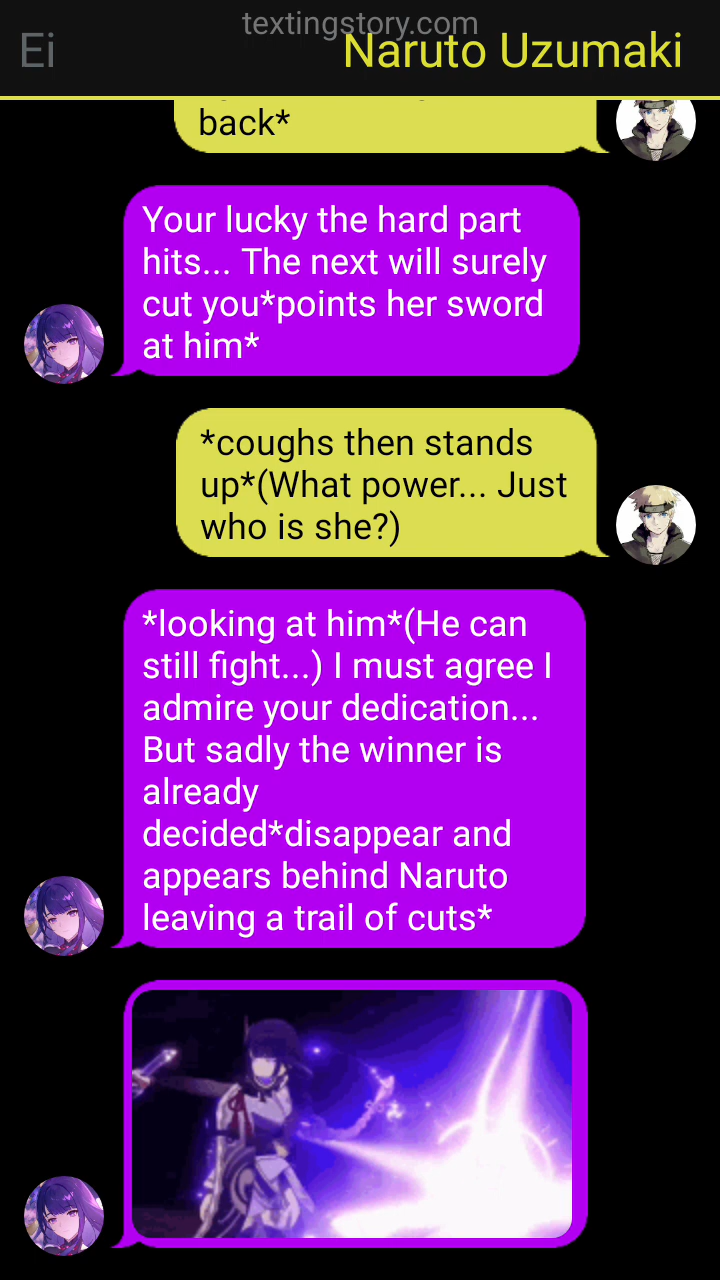 textingstory.com
Ei
Naruto Uzumaki
back*
Your lucky the hard part
hits... The next will surely
cut you*points her sword
at him*
*coughs then stands
up*(What power... Just
who is she?)
*looking at him*(He can
still fight...) I must agree I
admire your dedication...
But sadly the winner is
already
decided*disappear and
appears behind Naruto
leaving a trail of cuts*